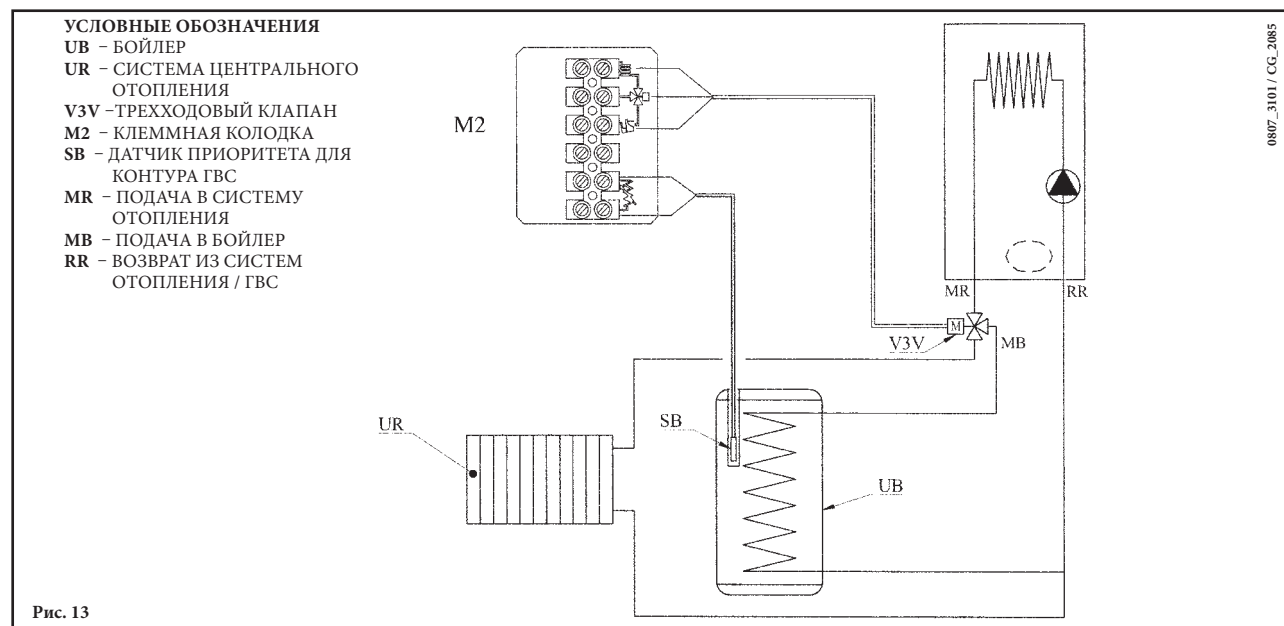 УСЛОВНЫЕ ОБОЗНАЧЕНИЯ
UB – БОЙЛЕР
UR – СИСТЕМА ЦЕНТРАЛЬНОГО
ОТОПЛЕНИЯ
V3V –ТРЕХХОДОВЫЙ КЛАПАН
M2 – КЛЕММНАЯ КОЛОДКА
SB – ДАТЧИК ПРИОРИТЕТА ДЛЯ
КОНТУРА ГВС
MR – ПОДАЧА В СИСТЕМУ
ОТОПЛЕНИЯ
MB – ПОДАЧА В БОЙЛЕР
RR – ВОЗВРАТ ИЗ СИСТЕМ
ОТОПЛЕНИЯ / ГВС
M2
0807_3101 / CG_2085
MR
RR
M
V3V
MB
SB
UR
UB
Рис. 13